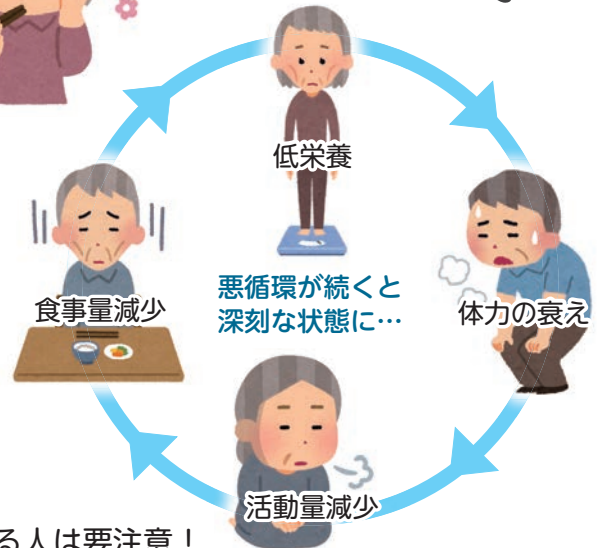 低栄養
悪循環が続くと
深刻な状態に…
食事量減少
体力の衰え
活動量減少
る人は要注意！